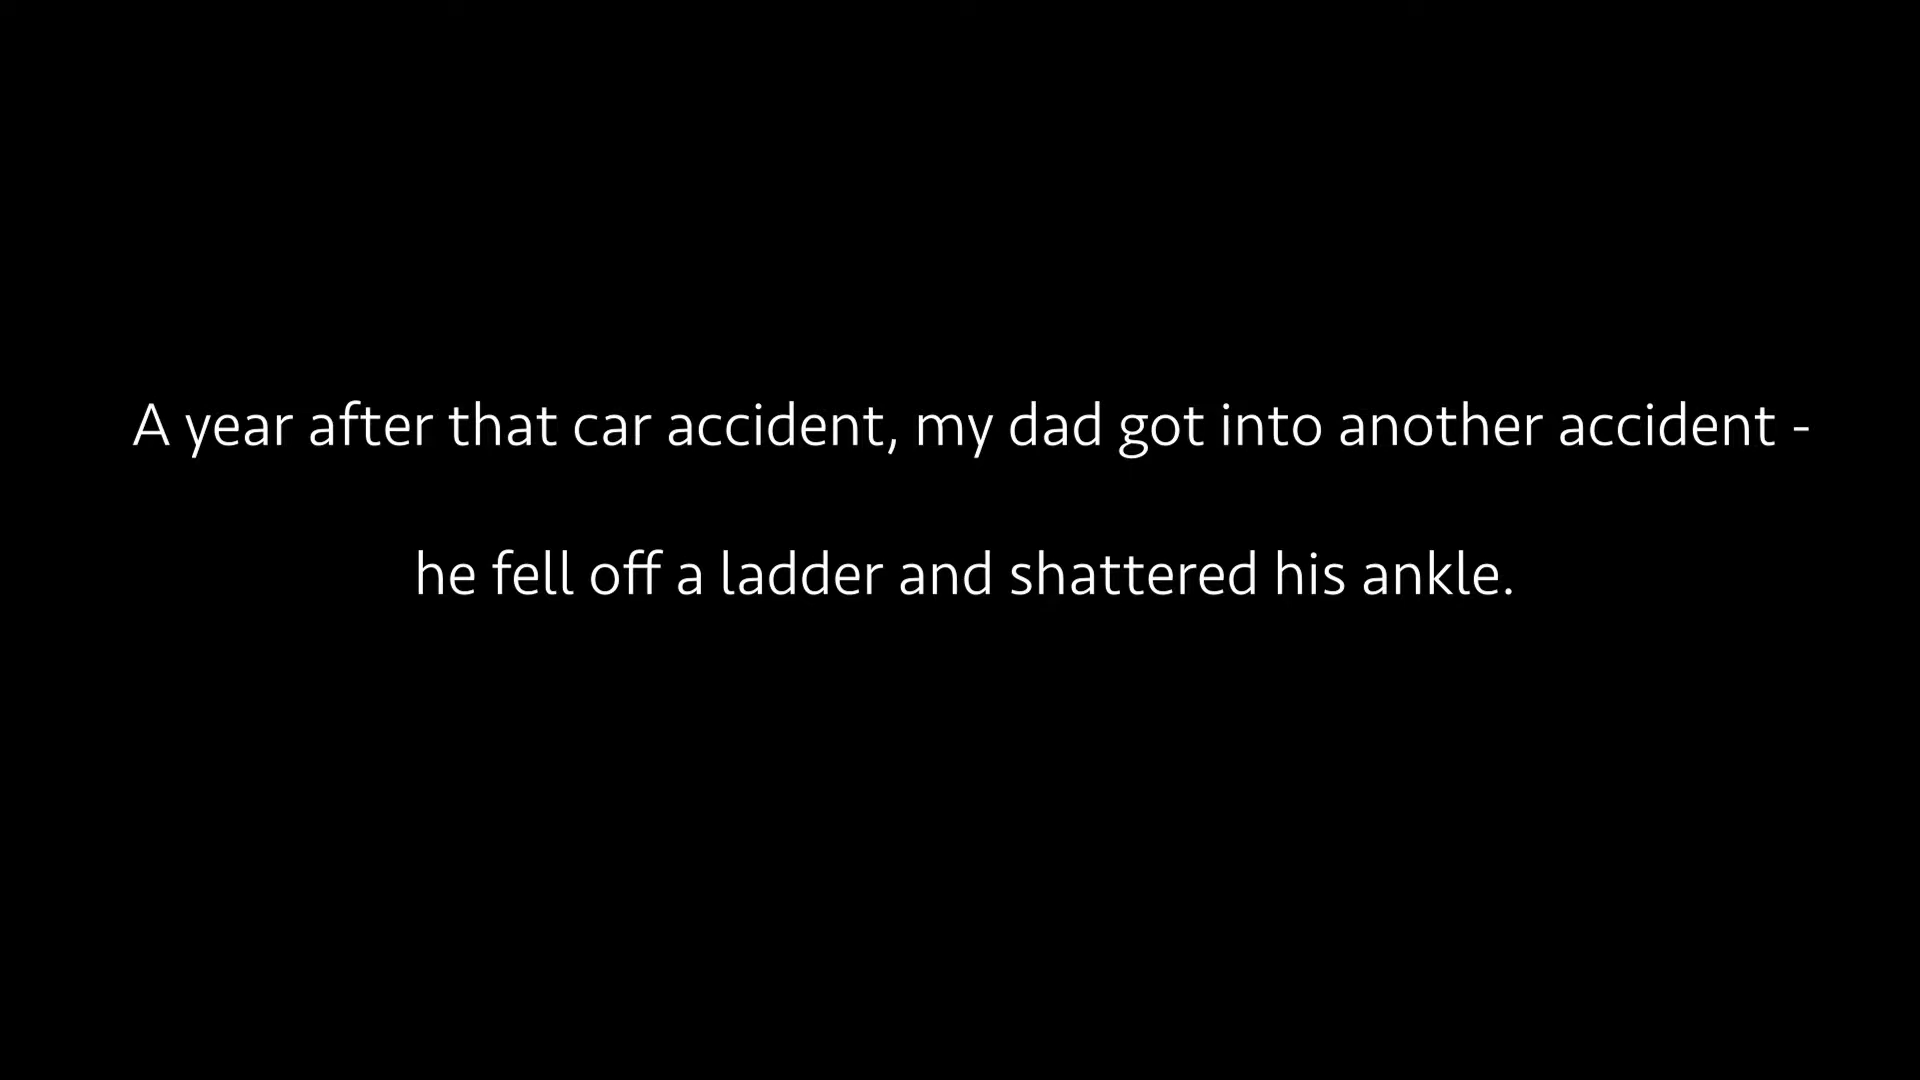 A year after that car accident, my dad got into another accident -
he fell off a ladder and shattered his ankle.